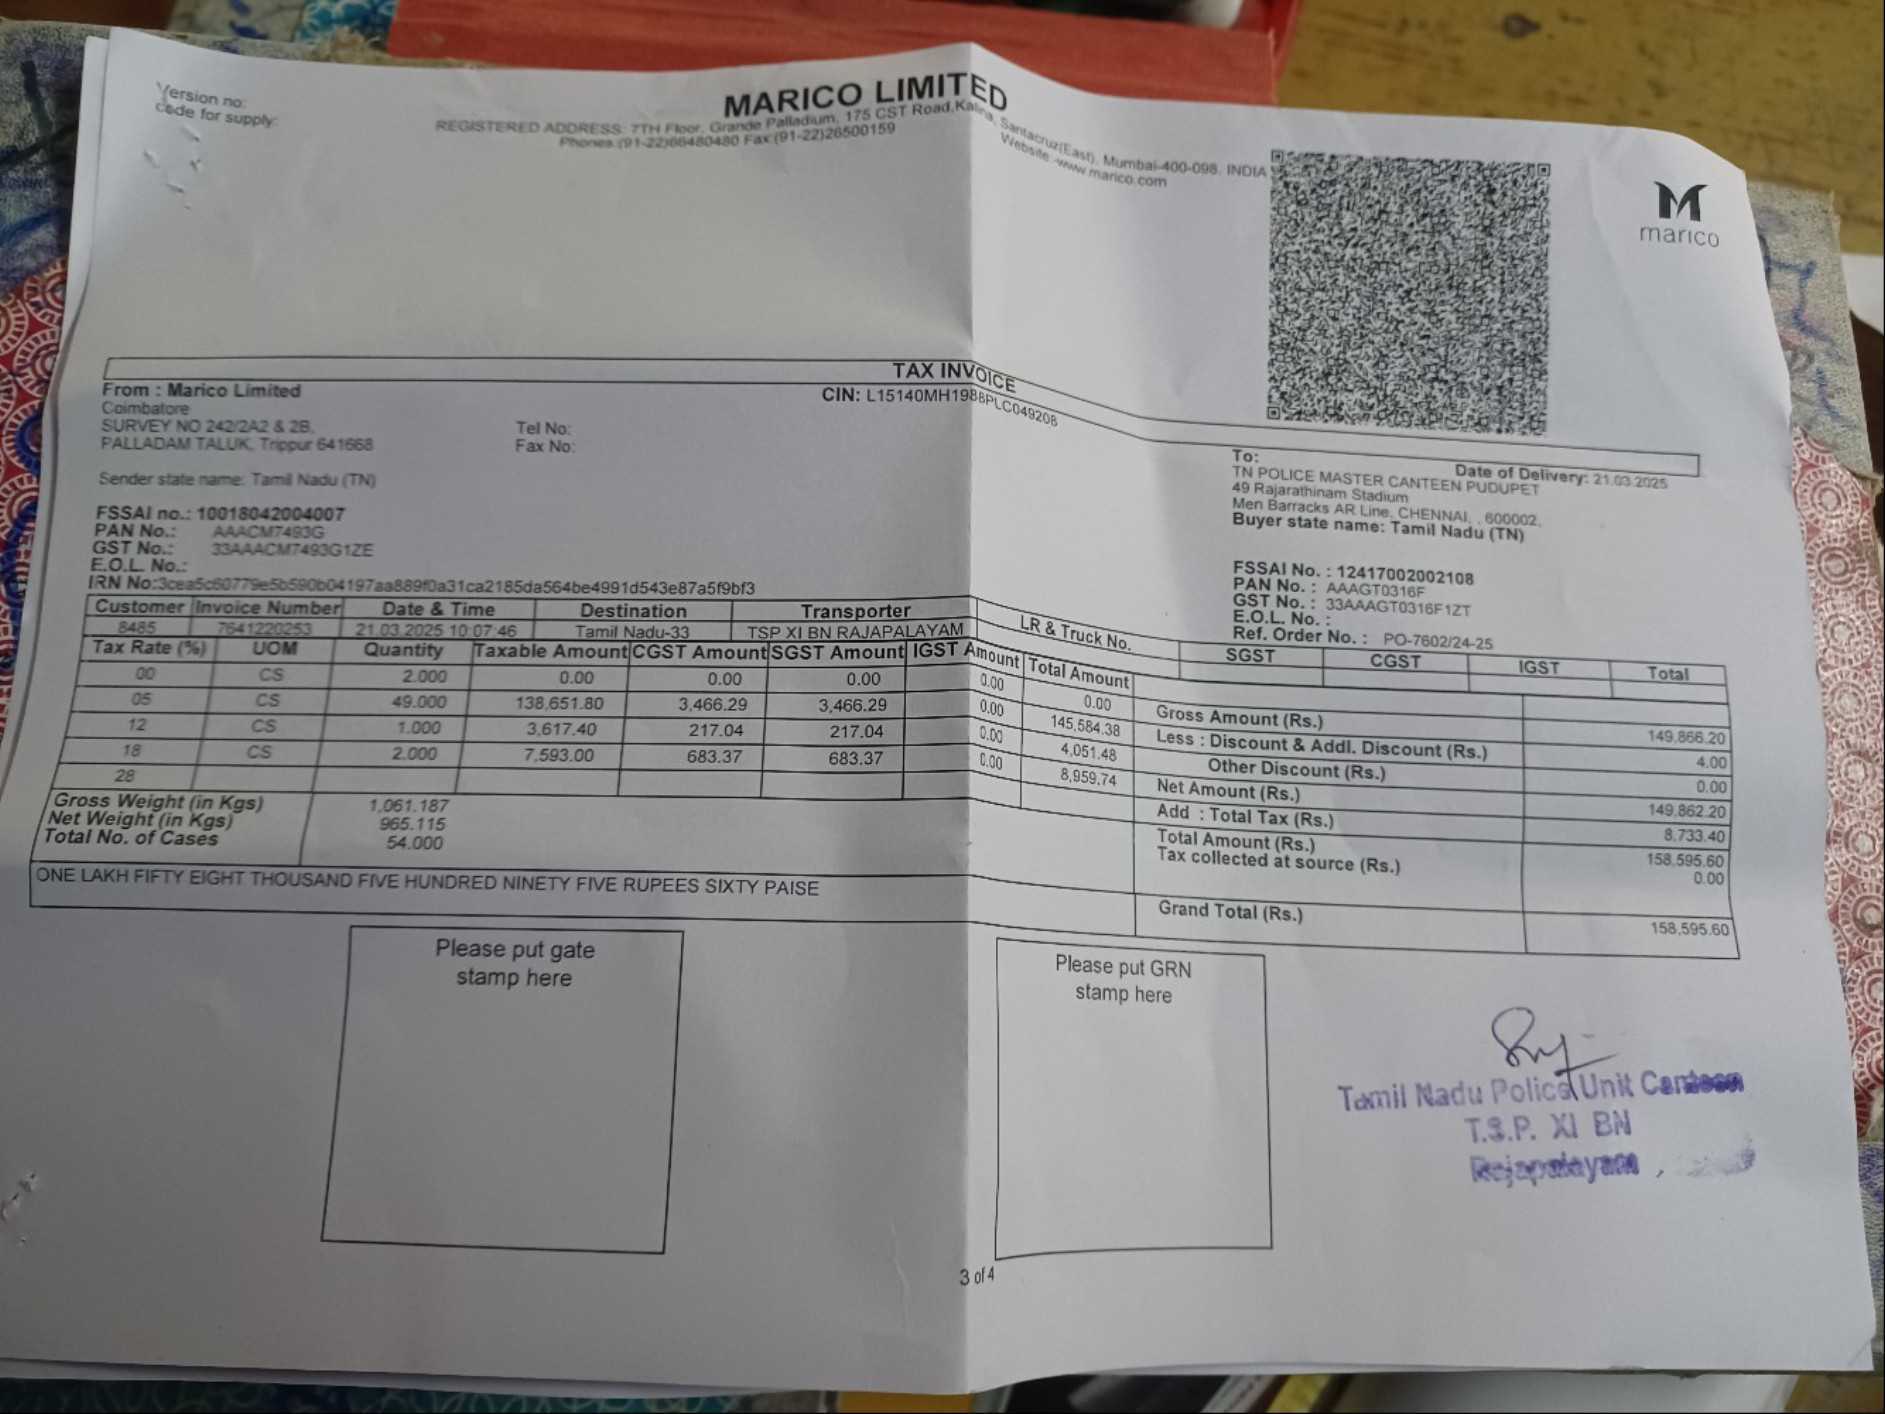 Version no:
code for supply:
MARICO LIMITED
REGISTERED ADDRESS: 7TH Floor, Grande Palladium, 175 CST Road,Kalina, Santacruz(East), Mumbai-400-098, INDIA
Phones:(91-22)66480480 Fax:(91-22)26500159 Website:-www.marico.com
marico
TAX INVOICE
CIN: L15140MH1988PLC049208
From : Marico Limited
Coimbatore
SURVEY NO 242/2A2 & 2B,
PALLADAM TALUK, Trippur 641668
Tel No:
Fax No:
Sender state name: Tamil Nadu (TN)
FSSAI no.: 10018042004007
PAN No.: AAACM7493G
GST No.: 33AAACM7493G1ZE
E.O.L. No.:
IRN No:3cea5c60779e5b590b04197aa889f0a31ca2185da564be4991d543e87a5f9bf3
To:
Date of Delivery: 21.03.2025
TN POLICE MASTER CANTEEN PUDUPET
49 Rajarathinam Stadium
Men Barracks AR Line, CHENNAI, , 600002,
Buyer state name: Tamil Nadu (TN)
FSSAI No. : 12417002002108
PAN No. : AAAGT0316F
GST No. : 33AAAGT0316F1ZT
E.O.L. No. :
Ref. Order No. : PO-7602/24-25
Customer Invoice Number Date & Time Destination Transporter LR & Truck No. SGST CGST IGST Total
8485 7641220253 21.03.2025 10:07:46 Tamil Nadu-33 TSP XI BN RAJAPALAYAM
Tax Rate (%) UOM Quantity Taxable Amount CGST Amount SGST Amount IGST Amount Total Amount
00 CS 2.000 0.00 0.00 0.00 0.00 0.00
05 CS 49.000 138,651.80 3,466.29 3,466.29 0.00 145,584.38
12 CS 1.000 3,617.40 217.04 217.04 0.00 4,051.48
18 CS 2.000 7,593.00 683.37 683.37 0.00 8,959.74
28
Gross Weight (in Kgs) 1,061.187
Net Weight (in Kgs) 965.115
Total No. of Cases 54.000
Gross Amount (Rs.) 149,866.20
Less : Discount & Addl. Discount (Rs.) 4.00
Other Discount (Rs.) 0.00
Net Amount (Rs.) 149,862.20
Add : Total Tax (Rs.) 8,733.40
Total Amount (Rs.) 158,595.60
Tax collected at source (Rs.) 0.00
ONE LAKH FIFTY EIGHT THOUSAND FIVE HUNDRED NINETY FIVE RUPEES SIXTY PAISE
Grand Total (Rs.) 158,595.60
Please put gate
stamp here
Please put GRN
stamp here
Tamil Nadu Police Unit Canteen
T.S.P. XI BN
Rajapalayam
3 of 4